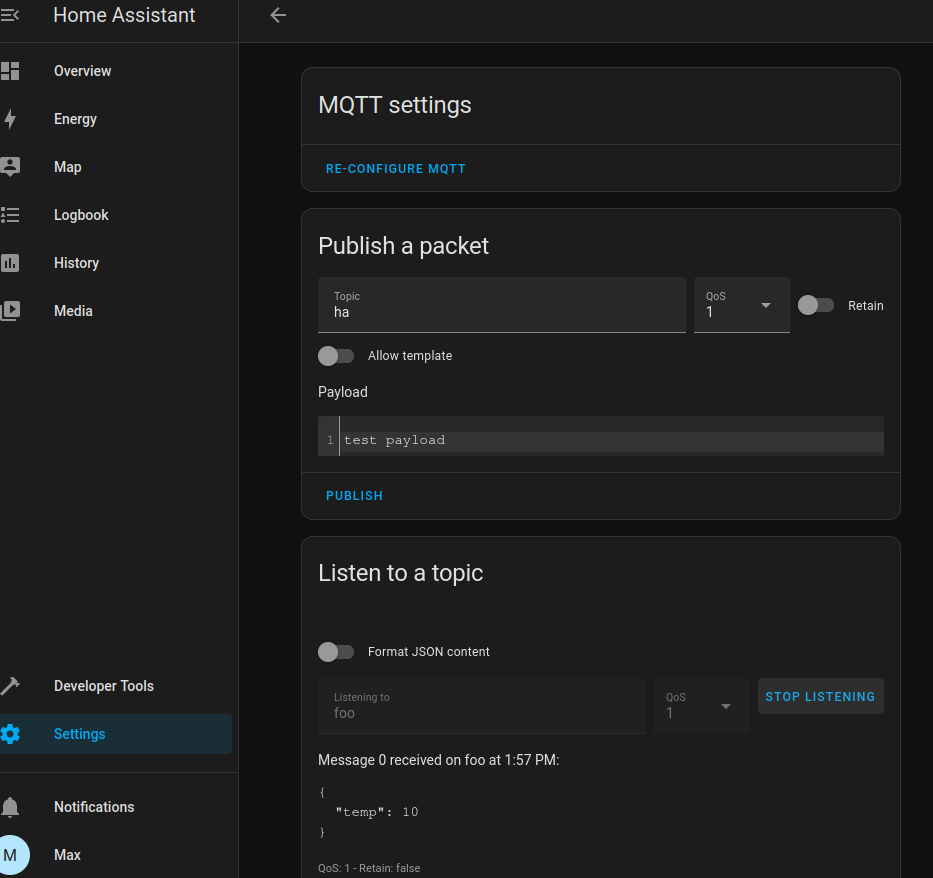 Home Assistant
Overview
Energy
Map
Logbook
History
Media
Developer Tools
Settings
Notifications
M
Max
MQTT settings
RE-CONFIGURE MQTT
Publish a packet
Topic
ha
QoS
1
Retain
Allow template
Payload
1 test payload
PUBLISH
Listen to a topic
Format JSON content
Listening to
foo
QoS
1
STOP LISTENING
Message 0 received on foo at 1:57 PM:
{
  "temp": 10
}
QoS: 1 - Retain: false